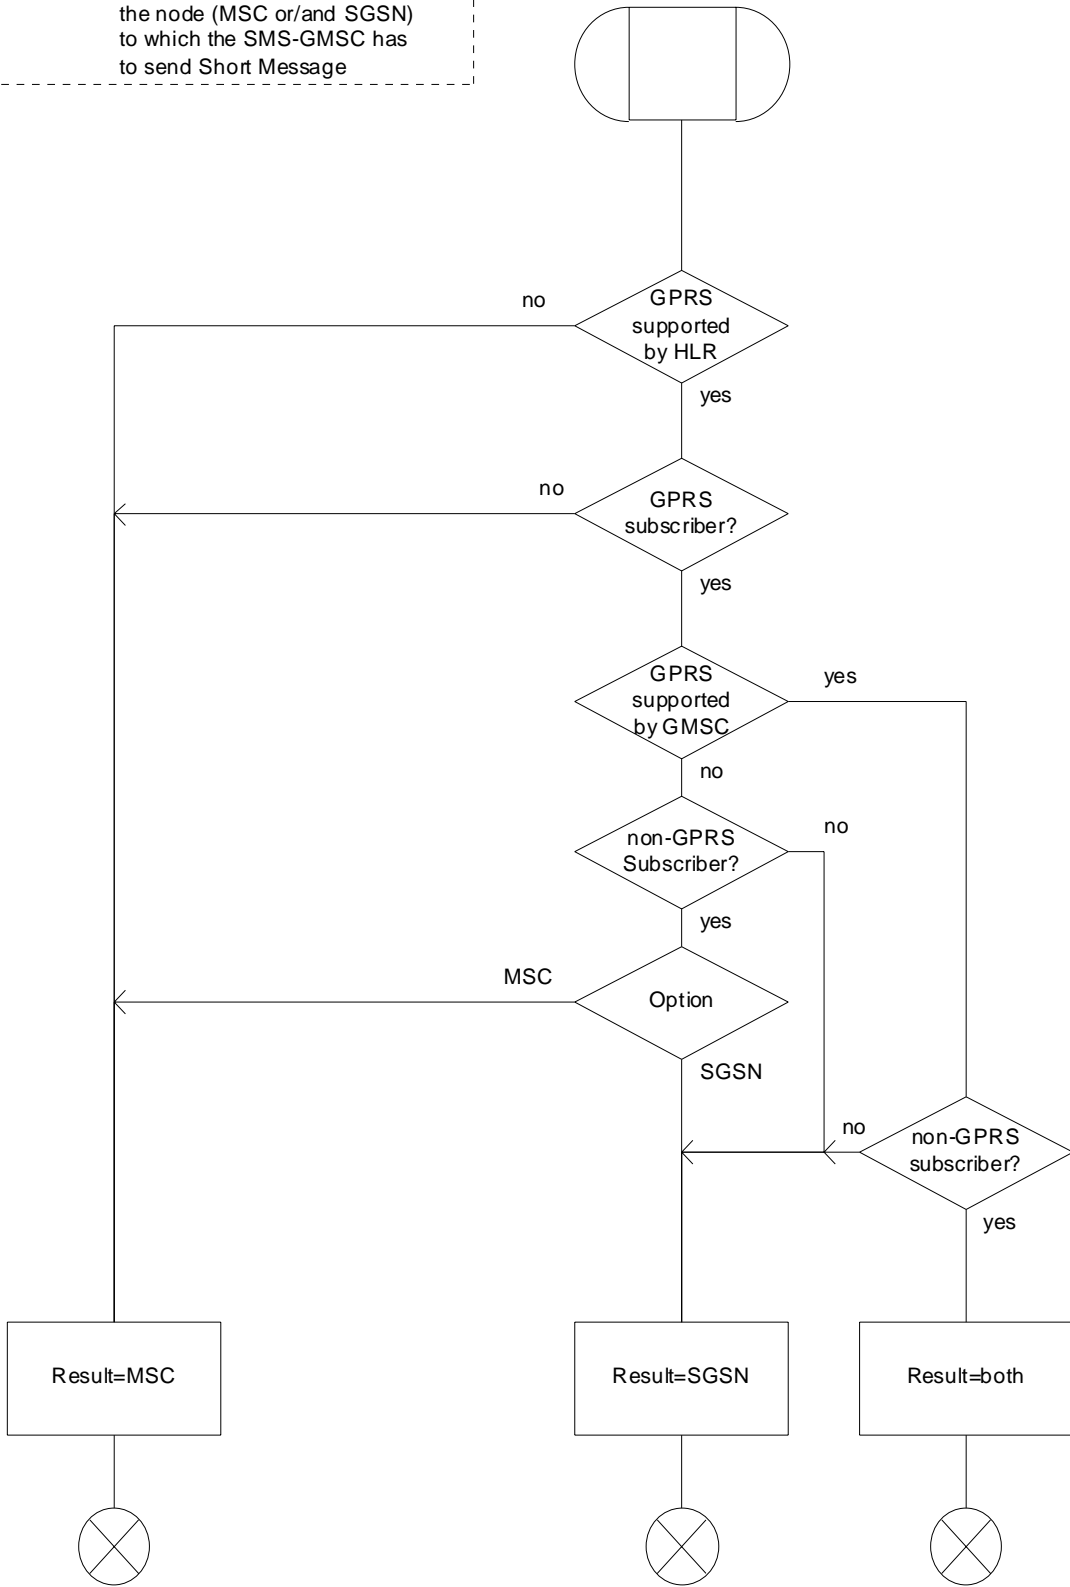 the node (MSC or/and SGSN)
to which the SMS-GMSC has
to send Short Message
no
GPRS
supported
by HLR
yes
no
GPRS
subscriber?
yes
GPRS
supported
by GMSC
yes
no
non-GPRS
Subscriber?
no
yes
MSC
Option
SGSN
no
non-GPRS
subscriber?
yes
Result=MSC
Result=SGSN
Result=both